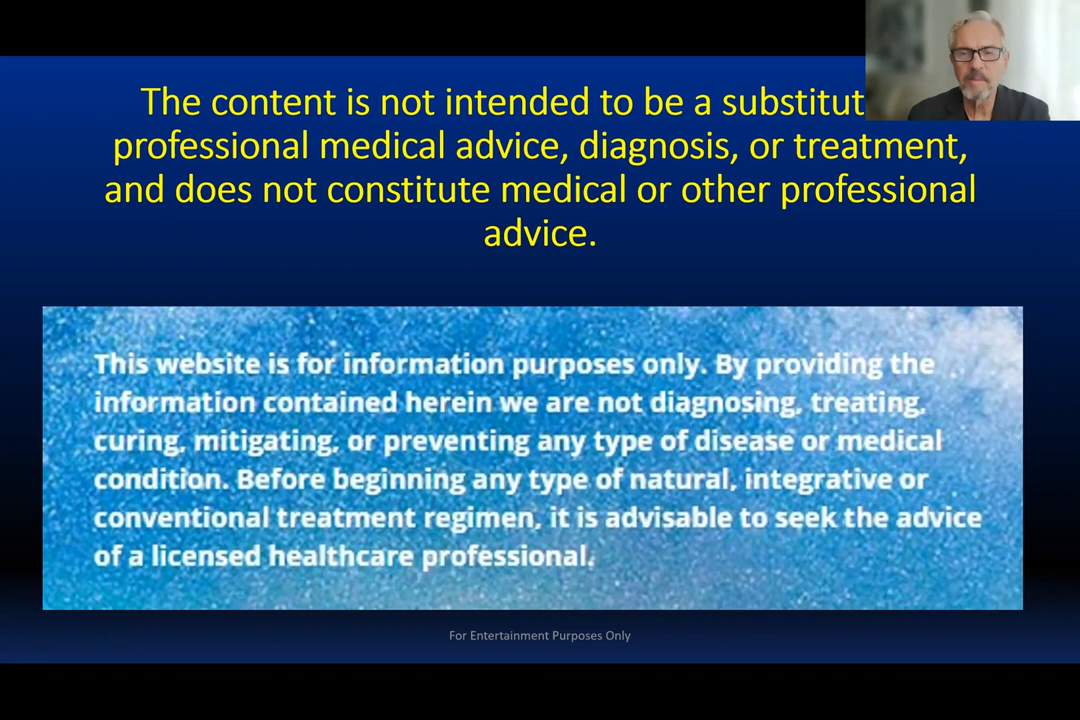 The content is not intended to be a
professional medical advice, diagnosis, or treatment,
and does not constitute medical or other professional
advice.
This website is for information purposes only. By providing the
information contained herein we are not diagnosing, treating,
curing, mitigating, or preventing any type of disease or medical
condition. Before beginning any type of natural, integrative or
conventional treatment regimen, it is advisable to seek the advice
of a licensed healthcare professional.
For Entertainment Purposes Only